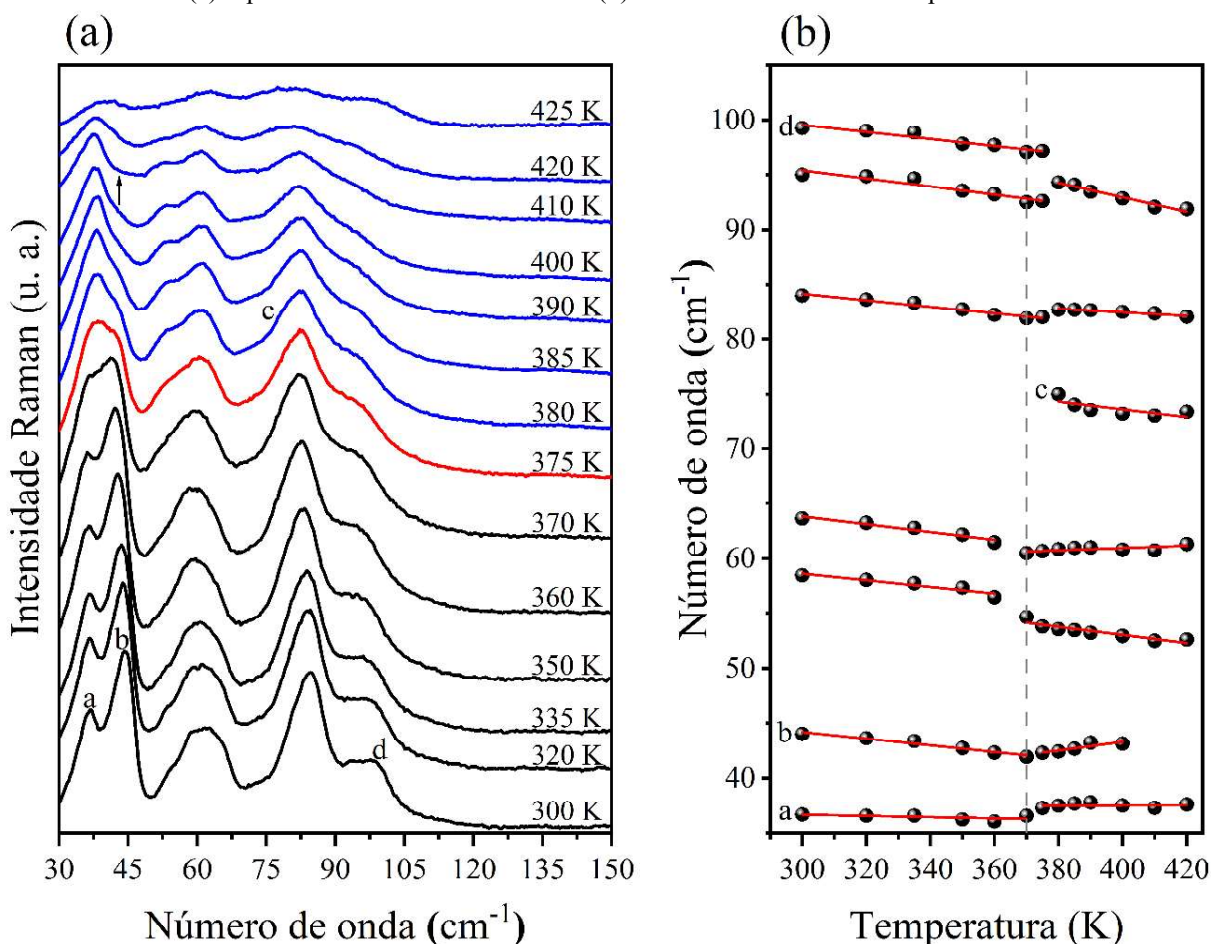 (a)
(b)
Intensidade Raman (u. a.)
425 K
420 K
410 K
400 K
390 K
385 K
380 K
375 K
370 K
360 K
350 K
335 K
320 K
300 K
c
b
a
d
30 45 60 75 90 105 120 135 150
Número de onda (cm-1)
Número de onda (cm-1)
100
90
80
70
60
50
40
d
c
b
a
300 320 340 360 380 400 420
Temperatura (K)